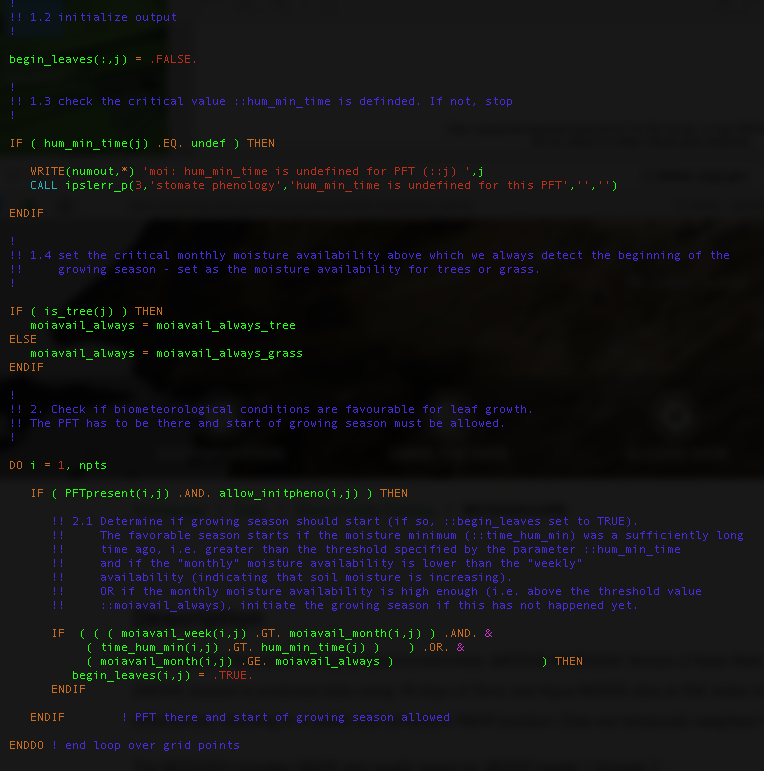 !
!! 1.2 initialize output
!
begin_leaves(:,j) = .FALSE.
!
!! 1.3 check the critical value ::hum_min_time is definded. If not, stop
!
IF ( hum_min_time(j) .EQ. undef ) THEN
WRITE(numout,*) 'moi: hum_min_time is undefined for PFT (::j) ',j
CALL ipslerr_p(3,'stomate phenology','hum_min_time is undefined for this PFT','','')
ENDIF
!
!! 1.4 set the critical monthly moisture availability above which we always detect the beginning of the
!! growing season - set as the moisture availability for trees or grass.
!
IF ( is_tree(j) ) THEN
moiavail_always = moiavail_always_tree
ELSE
moiavail_always = moiavail_always_grass
ENDIF
!
!! 2. Check if biometeorological conditions are favourable for leaf growth.
!! The PFT has to be there and start of growing season must be allowed.
!
DO i = 1, npts
IF ( PFTpresent(i,j) .AND. allow_initpheno(i,j) ) THEN
!! 2.1 Determine if growing season should start (if so, ::begin_leaves set to TRUE).
!! The favorable season starts if the moisture minimum (::time_hum_min) was a sufficiently long
!! time ago, i.e. greater than the threshold specified by the parameter ::hum_min_time
!! and if the "monthly" moisture availability is lower than the "weekly"
!! availability (indicating that soil moisture is increasing).
!! OR if the monthly moisture availability is high enough (i.e. above the threshold value
!! ::moiavail_always), initiate the growing season if this has not happened yet.
IF ( ( ( moiavail_week(i,j) .GT. moiavail_month(i,j) ) .AND. &
( time_hum_min(i,j) .GT. hum_min_time(j) ) ) .OR. &
( moiavail_month(i,j) .GE. moiavail_always ) ) THEN
begin_leaves(i,j) = .TRUE.
ENDIF
ENDIF ! PFT there and start of growing season allowed
ENDDO ! end loop over grid points